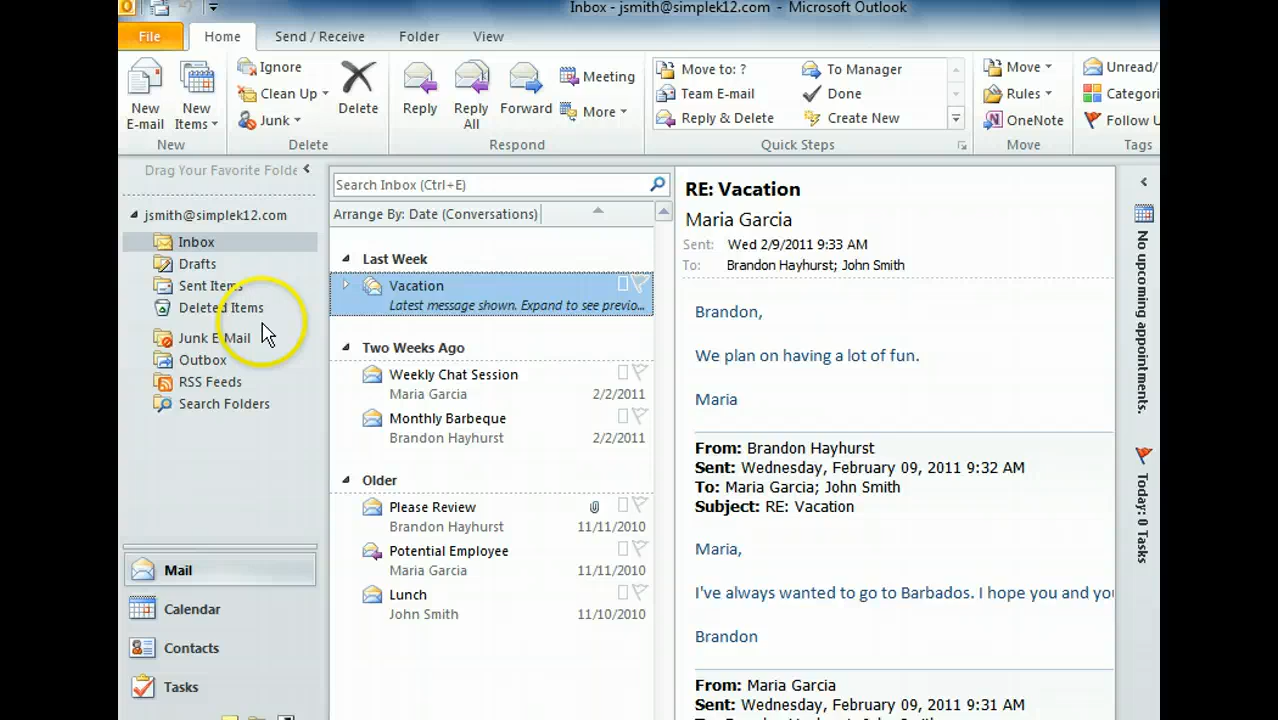 Inbox - jsmith@simplek12.com - Microsoft Outlook
File Home Send / Receive Folder View
New E-mail
New Items
New
Ignore
Clean Up
Junk
Delete
Delete
Reply
Reply All
Forward
Meeting
More
Respond
Move to: ?
Team E-mail
Reply & Delete
To Manager
Done
Create New
Quick Steps
Move
Rules
OneNote
Move
Unread/
Categori
Follow U
Tags
Drag Your Favorite Folde
jsmith@simplek12.com
Inbox
Drafts
Sent Items
Deleted Items
Junk E-Mail
Outbox
RSS Feeds
Search Folders
Mail
Calendar
Contacts
Tasks
Search Inbox (Ctrl+E)
Arrange By: Date (Conversations)
Last Week
Vacation
Latest message shown. Expand to see previo...
Two Weeks Ago
Weekly Chat Session
Maria Garcia 2/2/2011
Monthly Barbeque
Brandon Hayhurst 2/2/2011
Older
Please Review
Brandon Hayhurst 11/11/2010
Potential Employee
Maria Garcia 11/11/2010
Lunch
John Smith 11/10/2010
RE: Vacation
Maria Garcia
Sent: Wed 2/9/2011 9:33 AM
To: Brandon Hayhurst; John Smith
Brandon,
We plan on having a lot of fun.
Maria
From: Brandon Hayhurst
Sent: Wednesday, February 09, 2011 9:32 AM
To: Maria Garcia; John Smith
Subject: RE: Vacation
Maria,
I've always wanted to go to Barbados. I hope you and you
Brandon
From: Maria Garcia
Sent: Wednesday, February 09, 2011 9:31 AM
To: Brandon Hayhurst; John Smith
No upcoming appointments.
Today: 0 Tasks